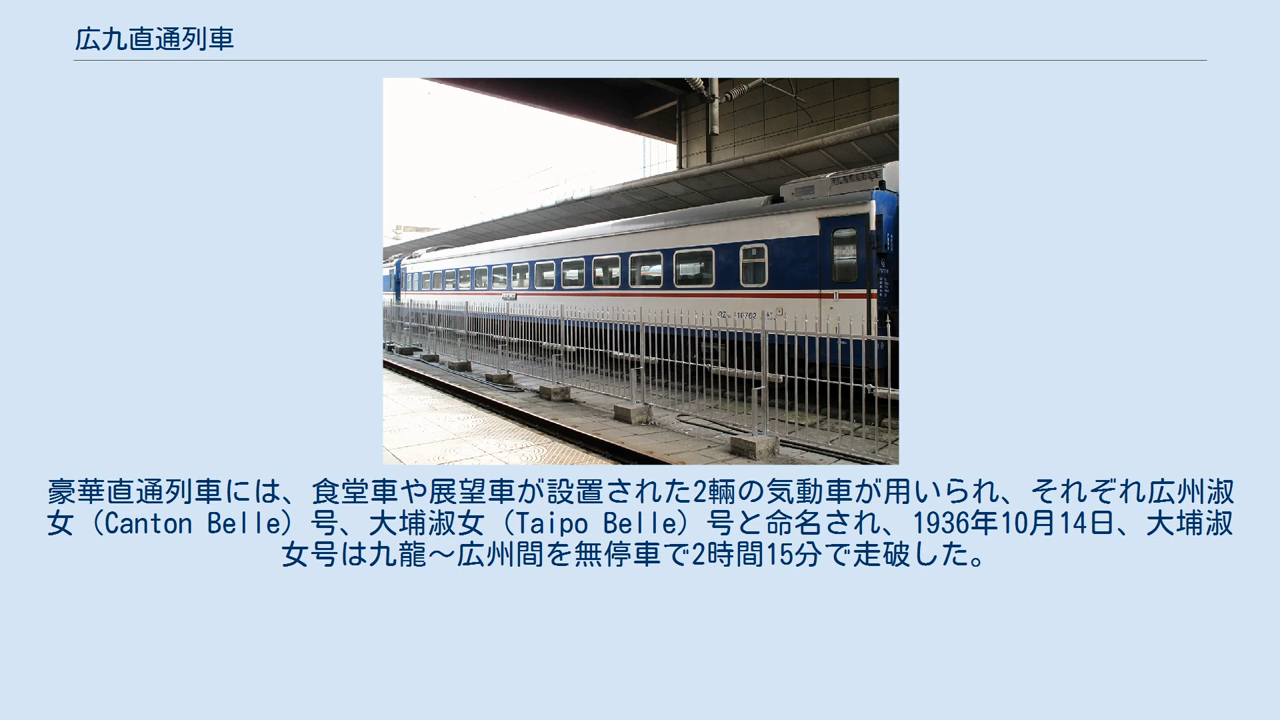 広九直通列車
豪華直通列車には、食堂車や展望車が設置された2輛の気動車が用いられ、それぞれ広州淑
女（Canton Belle）号、大埔淑女（Taipo Belle）号と命名され、1936年10月14日、大埔淑
女号は九龍～広州間を無停車で2時間15分で走破した。